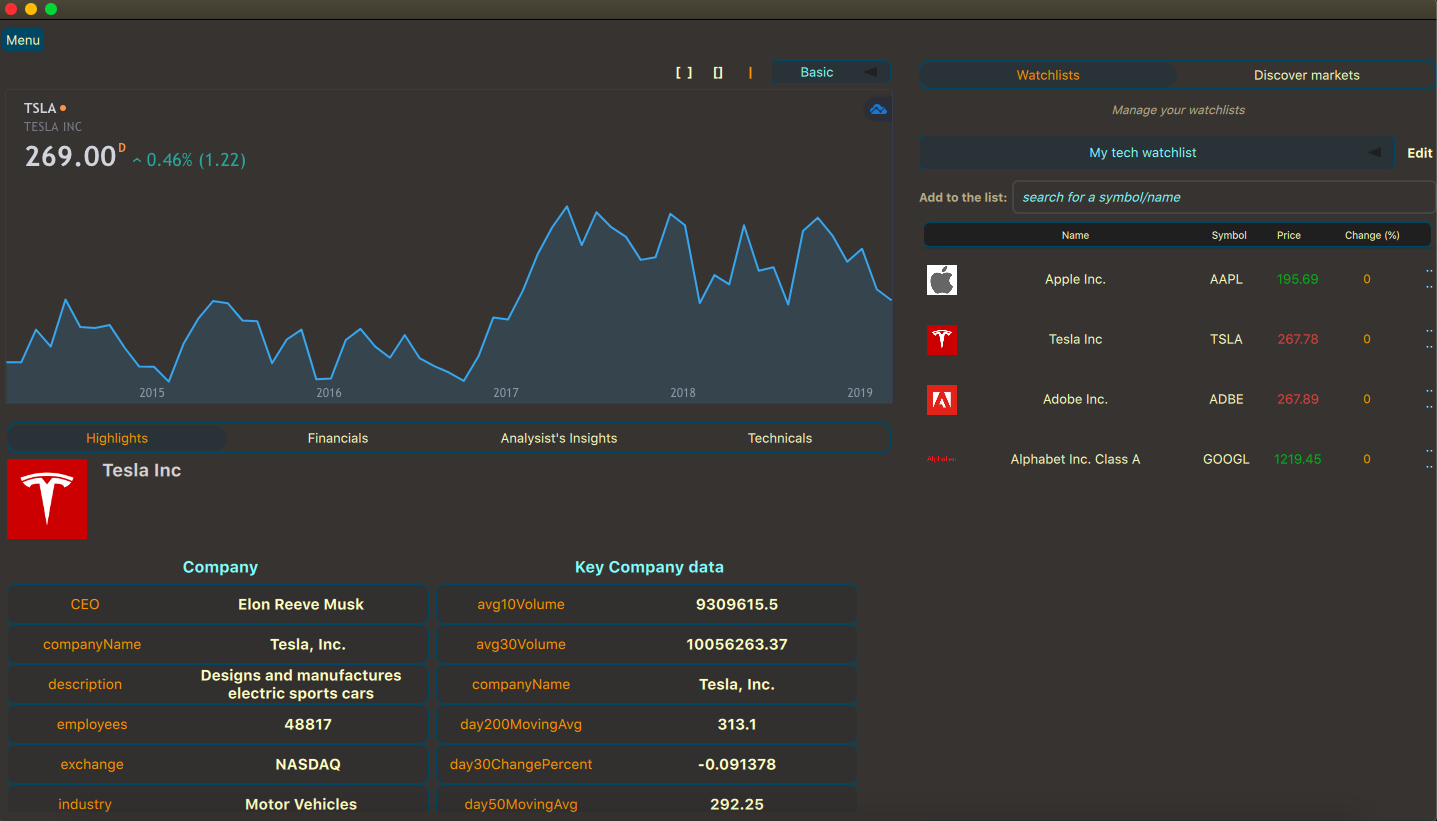 Menu
[ ] [] | Basic
Watchlists Discover markets
Manage your watchlists
My tech watchlist Edit
Add to the list: search for a symbol/name
Name Symbol Price Change (%)
Apple Inc. AAPL 195.69 0
Tesla Inc TSLA 267.78 0
Adobe Inc. ADBE 267.89 0
Alphabet Alphabet Inc. Class A GOOGL 1219.45 0
TSLA
TESLA INC
269.00 D 0.46% (1.22)
2015 2016 2017 2018 2019
Highlights Financials Analysist's Insights Technicals
Tesla Inc
Company
CEO Elon Reeve Musk
companyName Tesla, Inc.
description Designs and manufactures
electric sports cars
employees 48817
exchange NASDAQ
industry Motor Vehicles
Key Company data
avg10Volume 9309615.5
avg30Volume 10056263.37
companyName Tesla, Inc.
day200MovingAvg 313.1
day30ChangePercent -0.091378
day50MovingAvg 292.25